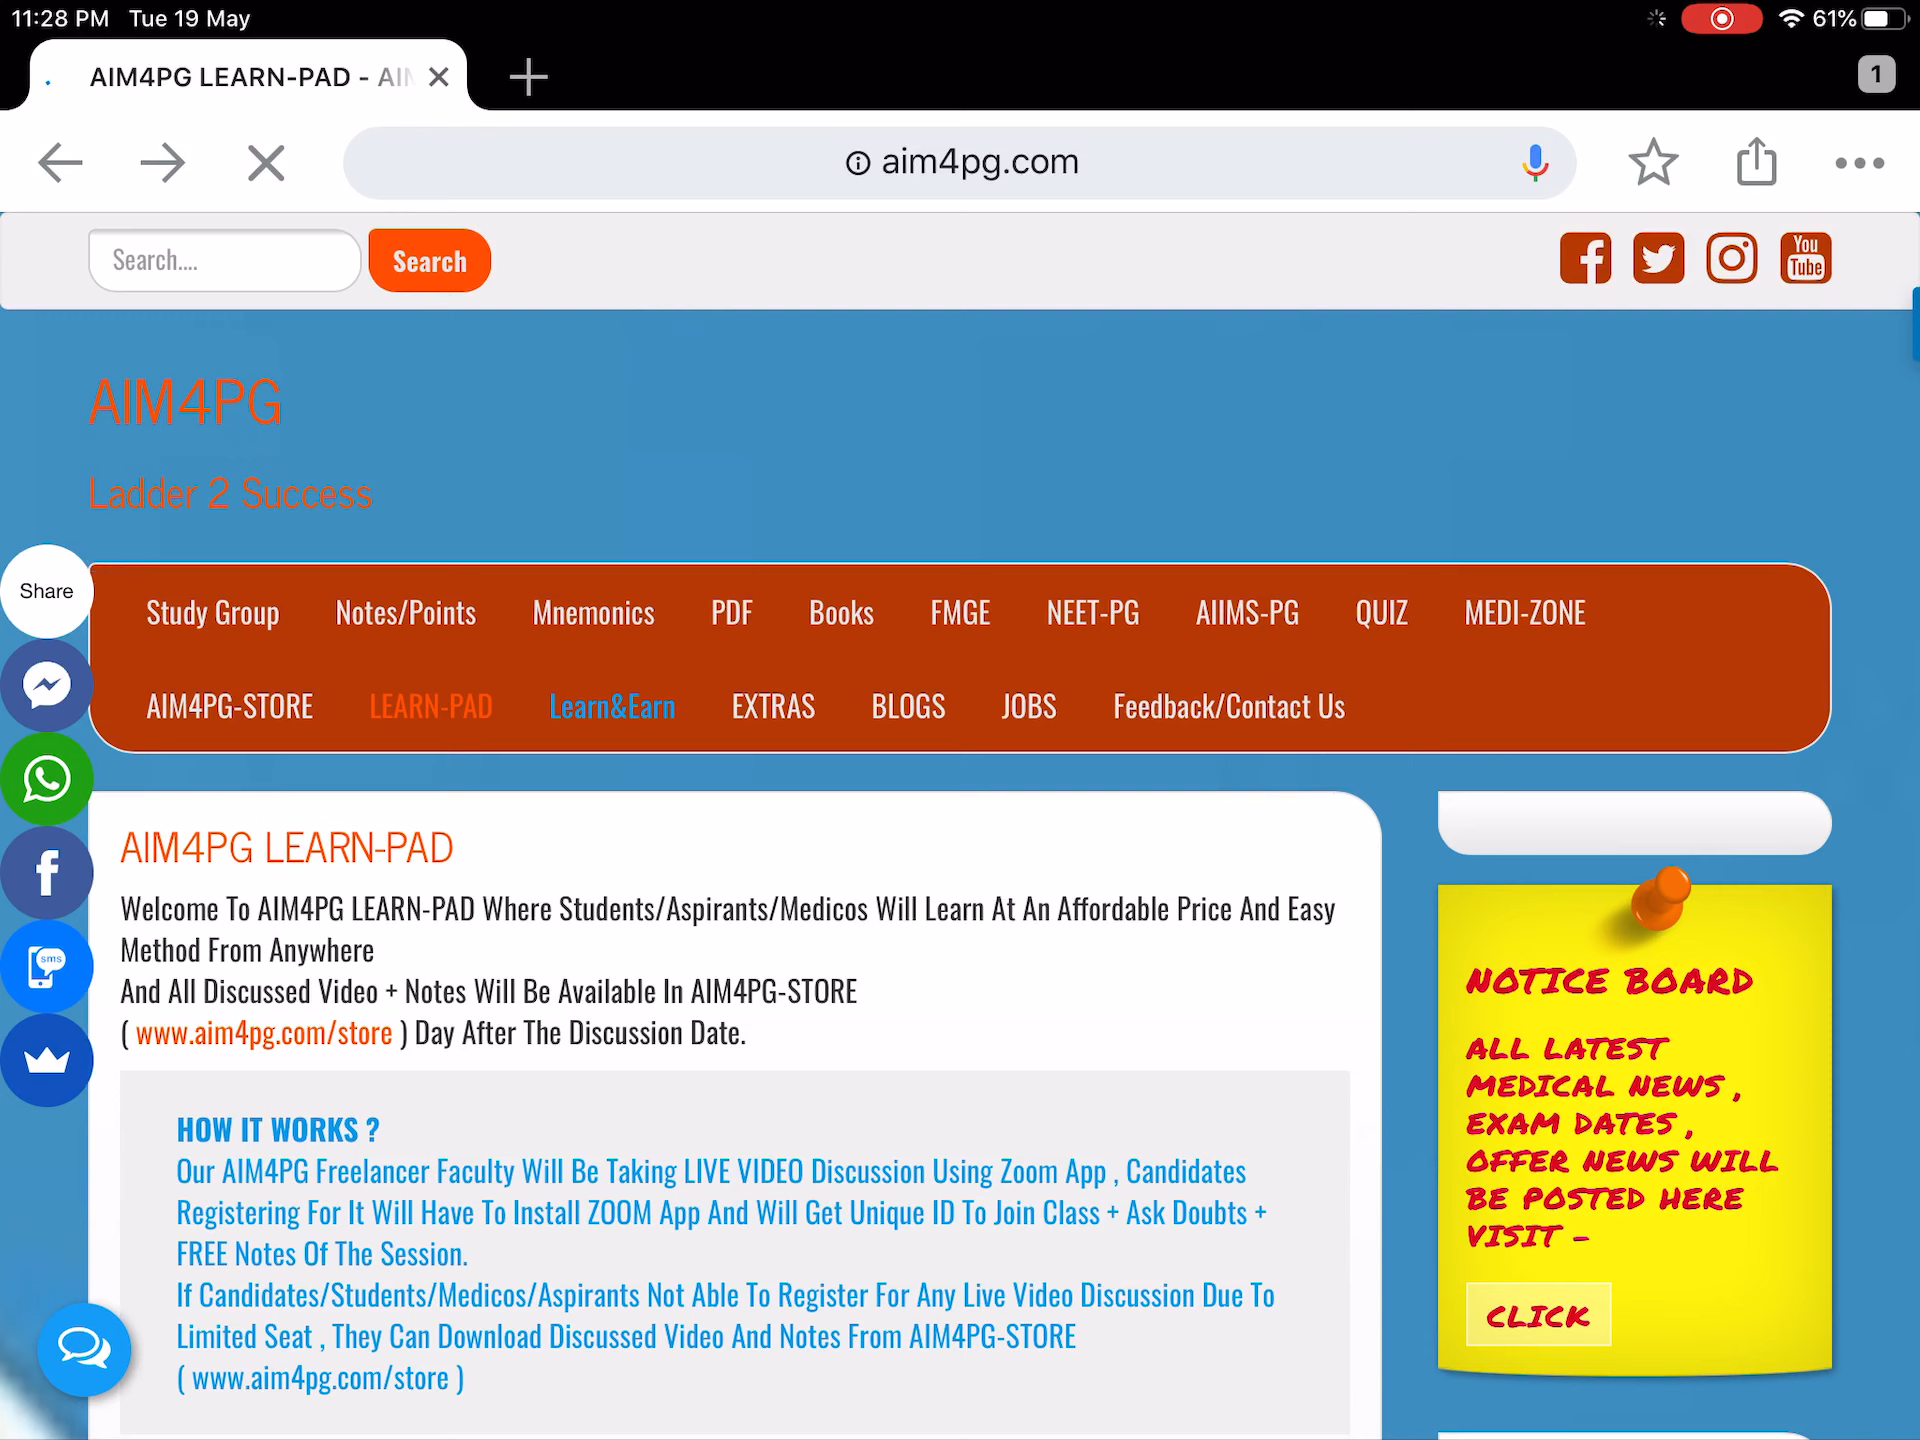 11:28 PM Tue 19 May
61%
AIM4PG LEARN-PAD - AIM
1
aim4pg.com
Search....
Search
You
Tube
AIM4PG
Ladder 2 Success
Share
Study Group Notes/Points Mnemonics PDF Books FMGE NEET-PG AIIMS-PG QUIZ MEDI-ZONE
AIM4PG-STORE LEARN-PAD Learn&Earn EXTRAS BLOGS JOBS Feedback/Contact Us
sms
AIM4PG LEARN-PAD
Welcome To AIM4PG LEARN-PAD Where Students/Aspirants/Medicos Will Learn At An Affordable Price And Easy
Method From Anywhere
And All Discussed Video + Notes Will Be Available In AIM4PG-STORE
( www.aim4pg.com/store ) Day After The Discussion Date.
HOW IT WORKS ?
Our AIM4PG Freelancer Faculty Will Be Taking LIVE VIDEO Discussion Using Zoom App , Candidates
Registering For It Will Have To Install ZOOM App And Will Get Unique ID To Join Class + Ask Doubts +
FREE Notes Of The Session.
If Candidates/Students/Medicos/Aspirants Not Able To Register For Any Live Video Discussion Due To
Limited Seat , They Can Download Discussed Video And Notes From AIM4PG-STORE
( www.aim4pg.com/store )
NOTICE BOARD
ALL LATEST
MEDICAL NEWS ,
EXAM DATES ,
OFFER NEWS WILL
BE POSTED HERE
VISIT -
CLICK